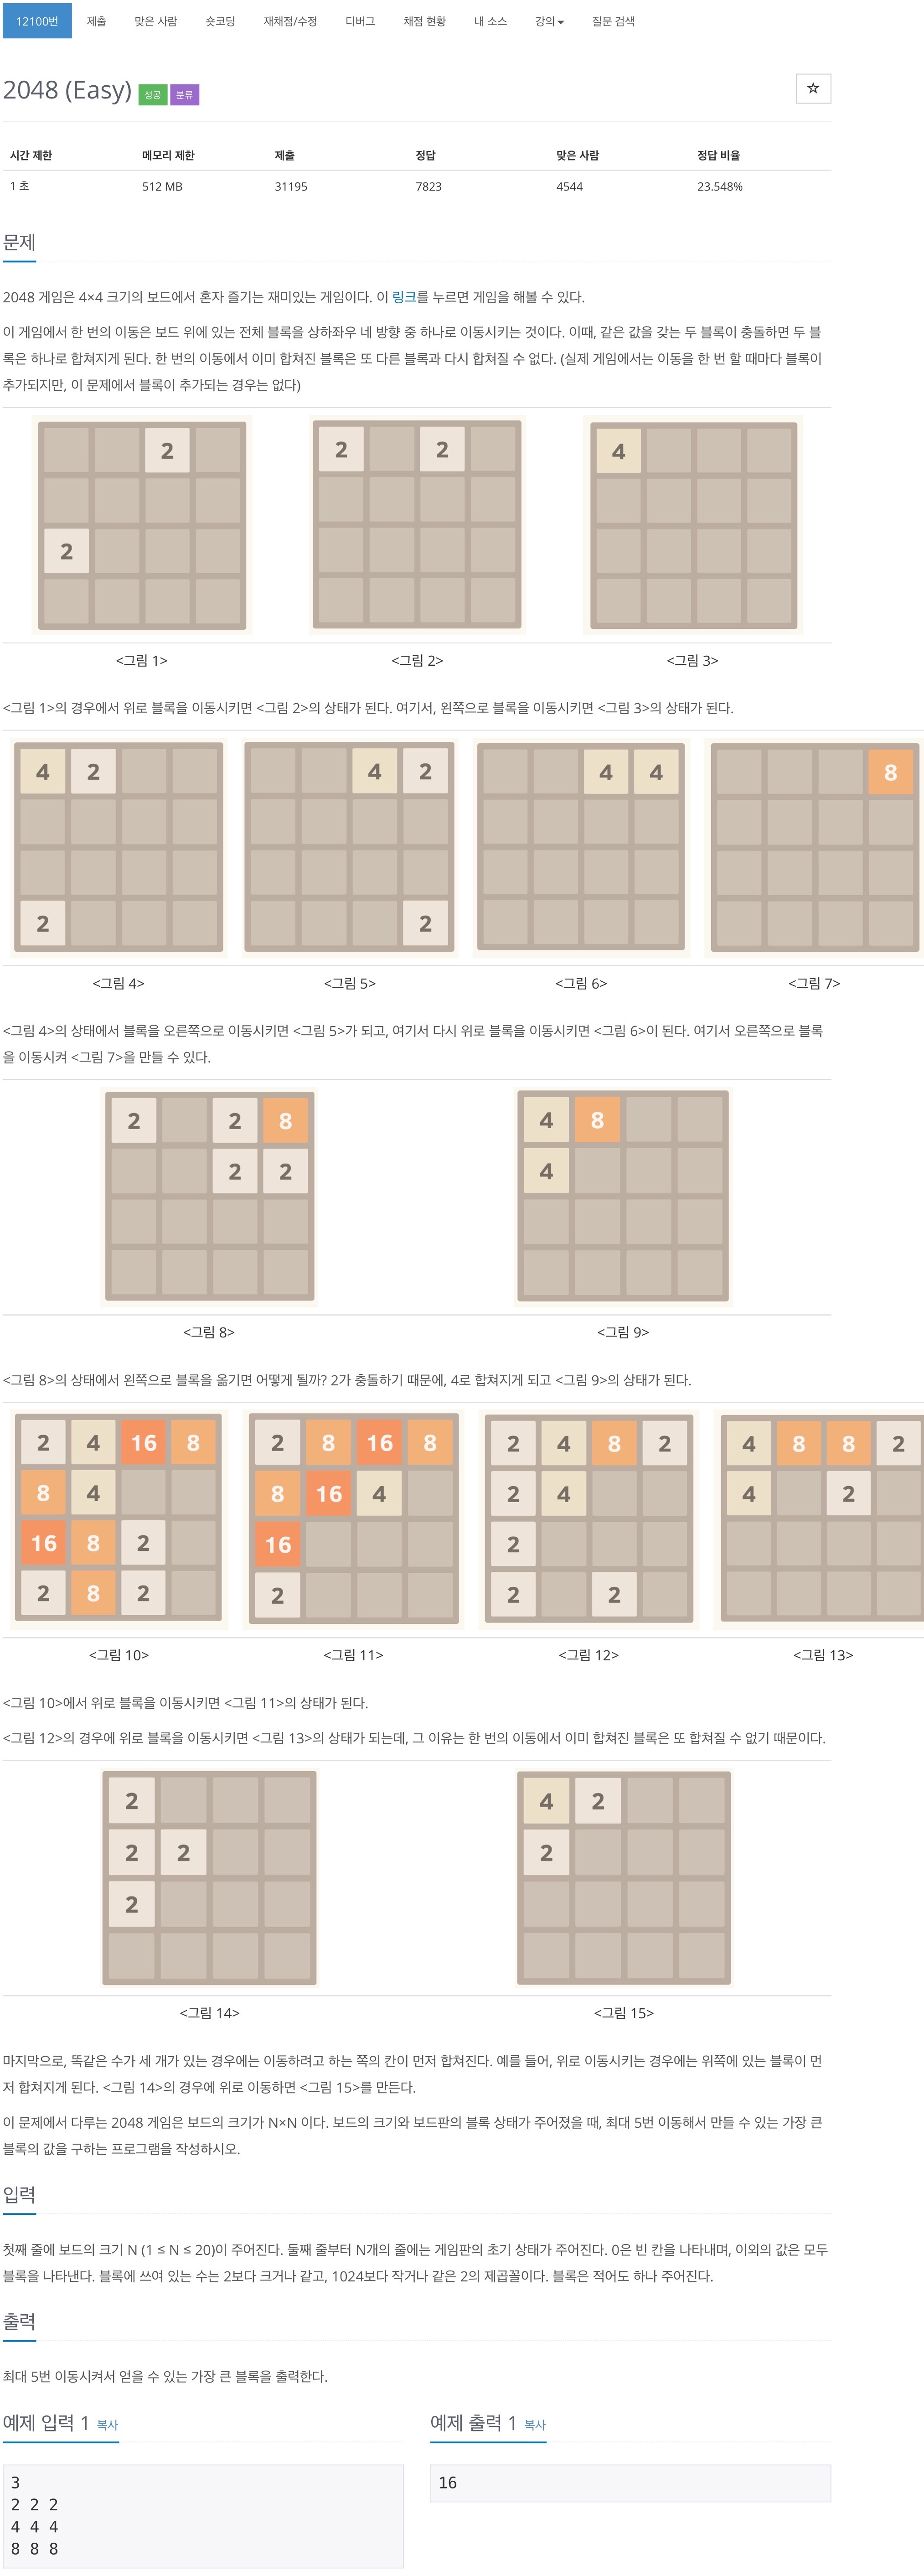 12100번 제출 맞은 사람 숏코딩 재채점/수정 디버그 채점 현황 내 소스 강의 질문 검색
2048 (Easy) 성공 분류
시간 제한 메모리 제한 제출 정답 맞은 사람 정답 비율
1 초 512 MB 31195 7823 4544 23.548%
문제
2048 게임은 4×4 크기의 보드에서 혼자 즐기는 재미있는 게임이다. 이 링크를 누르면 게임을 해볼 수 있다.
이 게임에서 한 번의 이동은 보드 위에 있는 전체 블록을 상하좌우 네 방향 중 하나로 이동시키는 것이다. 이때, 같은 값을 갖는 두 블록이 충돌하면 두 블
록은 하나로 합쳐지게 된다. 한 번의 이동에서 이미 합쳐진 블록은 또 다른 블록과 다시 합쳐질 수 없다. (실제 게임에서는 이동을 한 번 할 때마다 블록이
추가되지만, 이 문제에서 블록이 추가되는 경우는 없다)
2 2 2 4
2
<그림 1> <그림 2> <그림 3>
<그림 1>의 경우에서 위로 블록을 이동시키면 <그림 2>의 상태가 된다. 여기서, 왼쪽으로 블록을 이동시키면 <그림 3>의 상태가 된다.
4 2 4 2 4 4 8
2 2
<그림 4> <그림 5> <그림 6> <그림 7>
<그림 4>의 상태에서 블록을 오른쪽으로 이동시키면 <그림 5>가 되고, 여기서 다시 위로 블록을 이동시키면 <그림 6>이 된다. 여기서 오른쪽으로 블록
을 이동시켜 <그림 7>을 만들 수 있다.
2 2 8 4 8
2 2 4
<그림 8> <그림 9>
<그림 8>의 상태에서 왼쪽으로 블록을 옮기면 어떻게 될까? 2가 충돌하기 때문에, 4로 합쳐지게 되고 <그림 9>의 상태가 된다.
2 4 16 8 2 8 16 8 2 4 8 2 4 8 8 2
8 4 8 16 4 2 4 4 2
16 8 2 16 2
2 8 2 2 2 2
<그림 10> <그림 11> <그림 12> <그림 13>
<그림 10>에서 위로 블록을 이동시키면 <그림 11>의 상태가 된다.
<그림 12>의 경우에 위로 블록을 이동시키면 <그림 13>의 상태가 되는데, 그 이유는 한 번의 이동에서 이미 합쳐진 블록은 또 합쳐질 수 없기 때문이다.
2 4 2
2 2 2
2
<그림 14> <그림 15>
마지막으로, 똑같은 수가 세 개가 있는 경우에는 이동하려고 하는 쪽의 칸이 먼저 합쳐진다. 예를 들어, 위로 이동시키는 경우에는 위쪽에 있는 블록이 먼
저 합쳐지게 된다. <그림 14>의 경우에 위로 이동하면 <그림 15>를 만든다.
이 문제에서 다루는 2048 게임은 보드의 크기가 N×N 이다. 보드의 크기와 보드판의 블록 상태가 주어졌을 때, 최대 5번 이동해서 만들 수 있는 가장 큰
블록의 값을 구하는 프로그램을 작성하시오.
입력
첫째 줄에 보드의 크기 N (1 ≤ N ≤ 20)이 주어진다. 둘째 줄부터 N개의 줄에는 게임판의 초기 상태가 주어진다. 0은 빈 칸을 나타내며, 이외의 값은 모두
블록을 나타낸다. 블록에 쓰여 있는 수는 2보다 크거나 같고, 1024보다 작거나 같은 2의 제곱꼴이다. 블록은 적어도 하나 주어진다.
출력
최대 5번 이동시켜서 얻을 수 있는 가장 큰 블록을 출력한다.
예제 입력 1 복사
3
2 2 2
4 4 4
8 8 8
예제 출력 1 복사
16